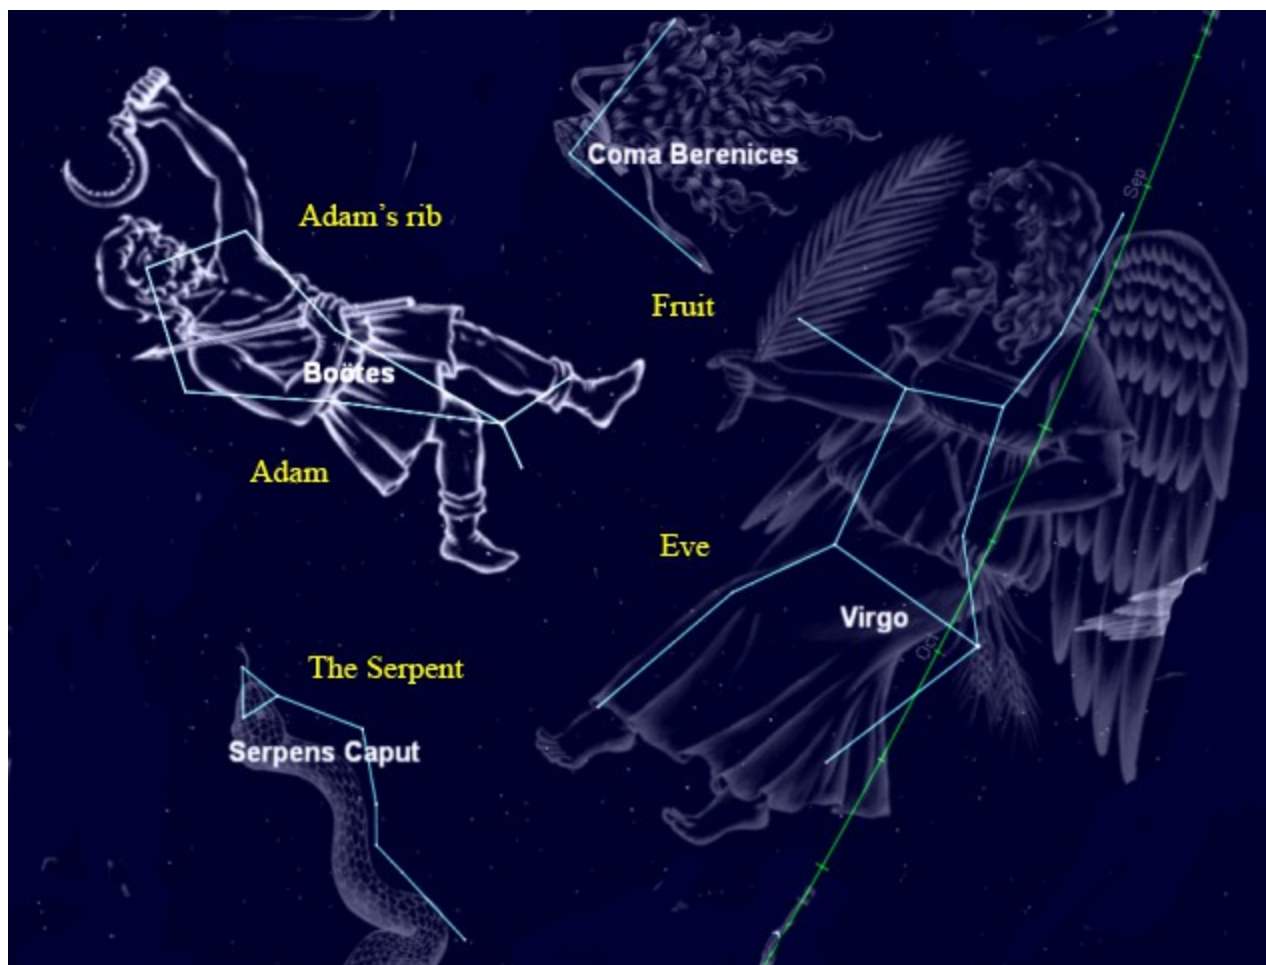 Coma Berenices
Sep
Adam's rib
Fruit
Boötes
Adam
Eve
Virgo
Oct
The Serpent
Serpens Caput